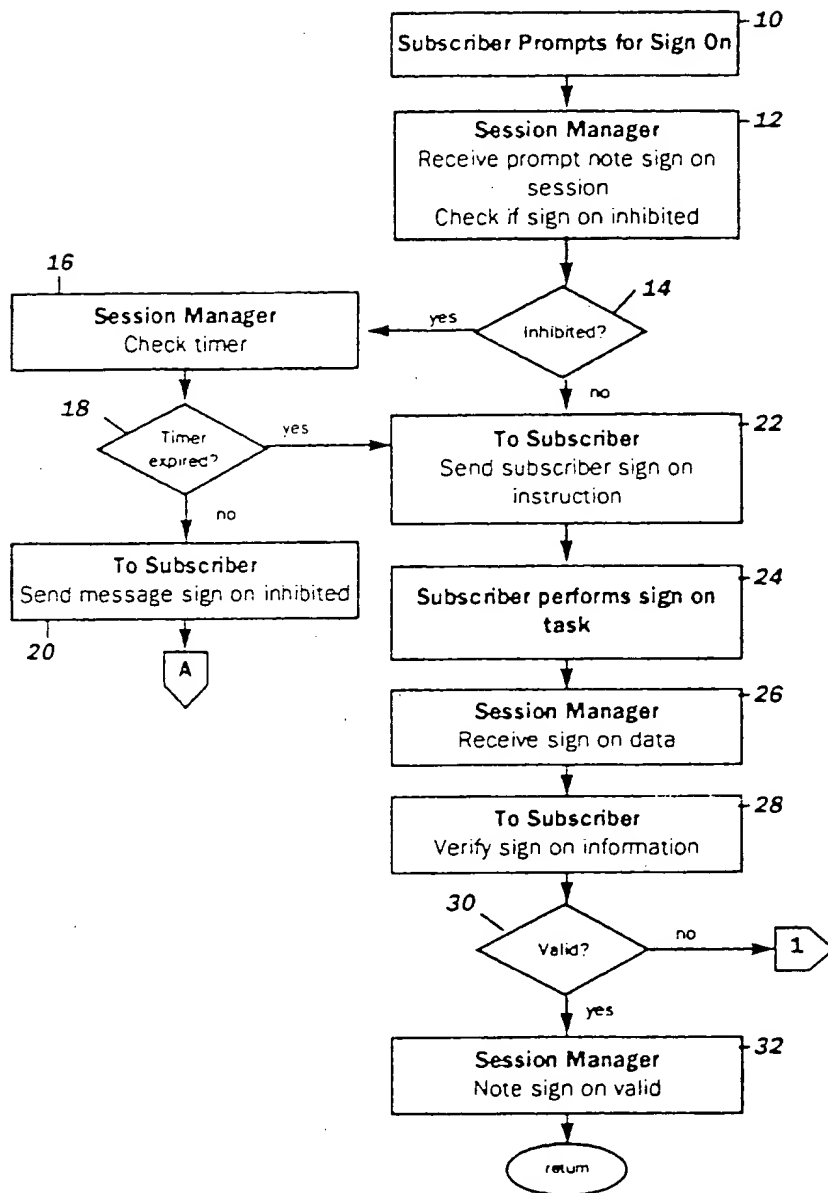 10
Subscriber Prompts for Sign On
12
Session Manager
Receive prompt note sign on
session
Check if sign on inhibited
14
Inhibited?
yes
no
16
Session Manager
Check timer
18
Timer
expired?
yes
no
20
To Subscriber
Send message sign on inhibited
A
22
To Subscriber
Send subscriber sign on
instruction
24
Subscriber performs sign on
task
26
Session Manager
Receive sign on data
28
To Subscriber
Verify sign on information
30
Valid?
no
1
yes
32
Session Manager
Note sign on valid
return